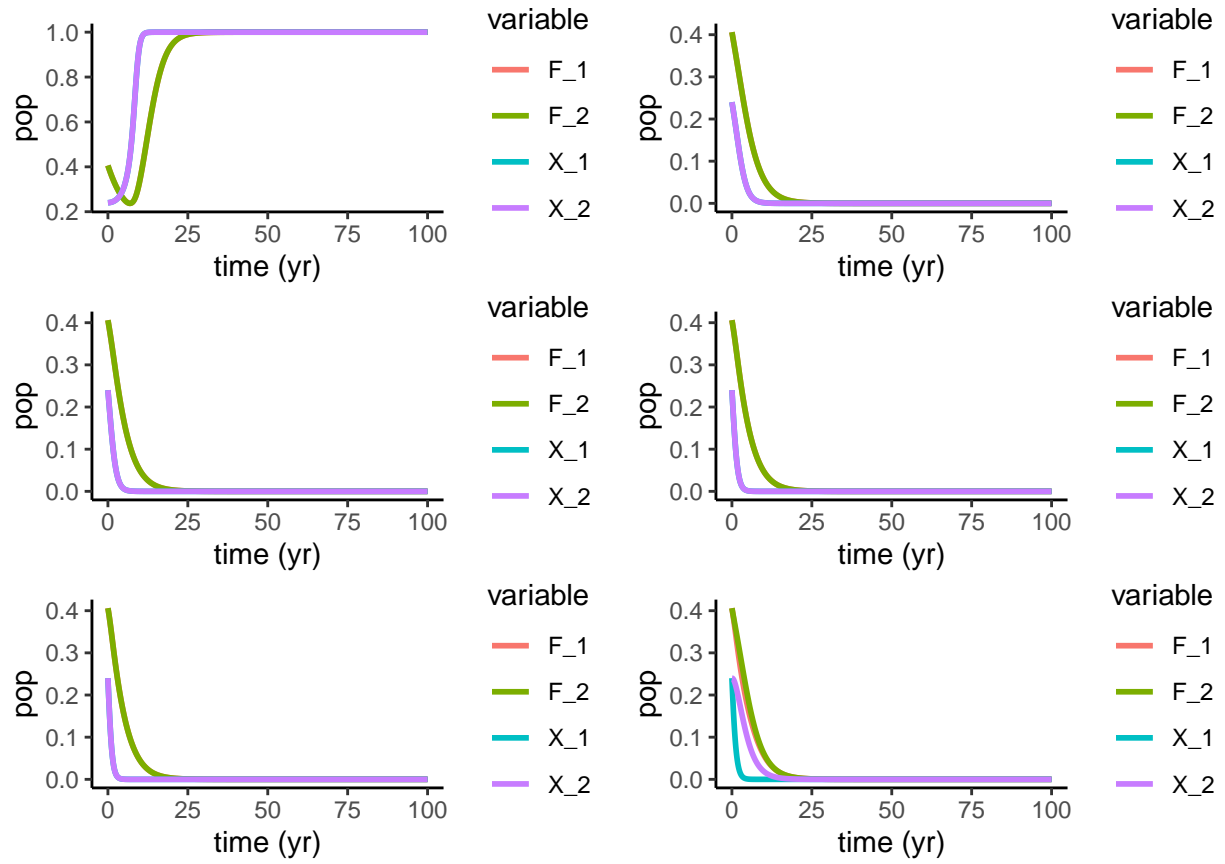 variable
1.0
0.8
0.6
0.4
0.2
pop
0 25 50 75 100
time (yr)
F_1
F_2
X_1
X_2
variable
0.4
0.3
0.2
0.1
0.0
pop
0 25 50 75 100
time (yr)
F_1
F_2
X_1
X_2
variable
0.4
0.3
0.2
0.1
0.0
pop
0 25 50 75 100
time (yr)
F_1
F_2
X_1
X_2
variable
0.4
0.3
0.2
0.1
0.0
pop
0 25 50 75 100
time (yr)
F_1
F_2
X_1
X_2
variable
0.4
0.3
0.2
0.1
0.0
pop
0 25 50 75 100
time (yr)
F_1
F_2
X_1
X_2
variable
0.4
0.3
0.2
0.1
0.0
pop
0 25 50 75 100
time (yr)
F_1
F_2
X_1
X_2